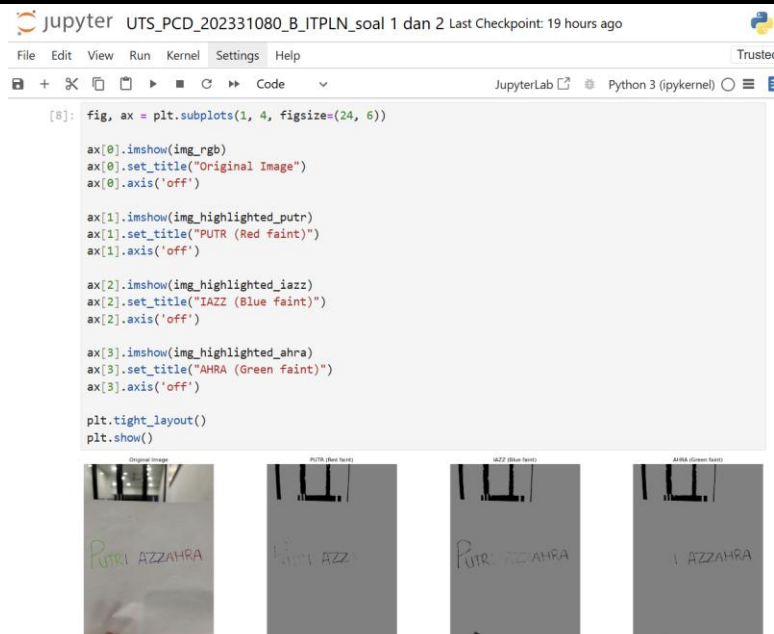 jupyter UTS_PCD_202331080_B_ITPLN_soal 1 dan 2 Last Checkpoint: 19 hours ago
File Edit View Run Kernel Settings Help
Trusted
Code JupyterLab Python 3 (ipykernel)
[8]: fig, ax = plt.subplots(1, 4, figsize=(24, 6))
ax[0].imshow(img_rgb)
ax[0].set_title("Original Image")
ax[0].axis('off')
ax[1].imshow(img_highlighted_putr)
ax[1].set_title("PUTR (Red faint)")
ax[1].axis('off')
ax[2].imshow(img_highlighted_iazz)
ax[2].set_title("IAZZ (Blue faint)")
ax[2].axis('off')
ax[3].imshow(img_highlighted_ahra)
ax[3].set_title("AHRA (Green faint)")
ax[3].axis('off')
plt.tight_layout()
plt.show()
Original Image PUTR (Red faint) IAZZ (Blue faint) AHRA (Green faint)
PUTRI AZZAHRA I AZZ PUTR AHRA I AZZAHRA